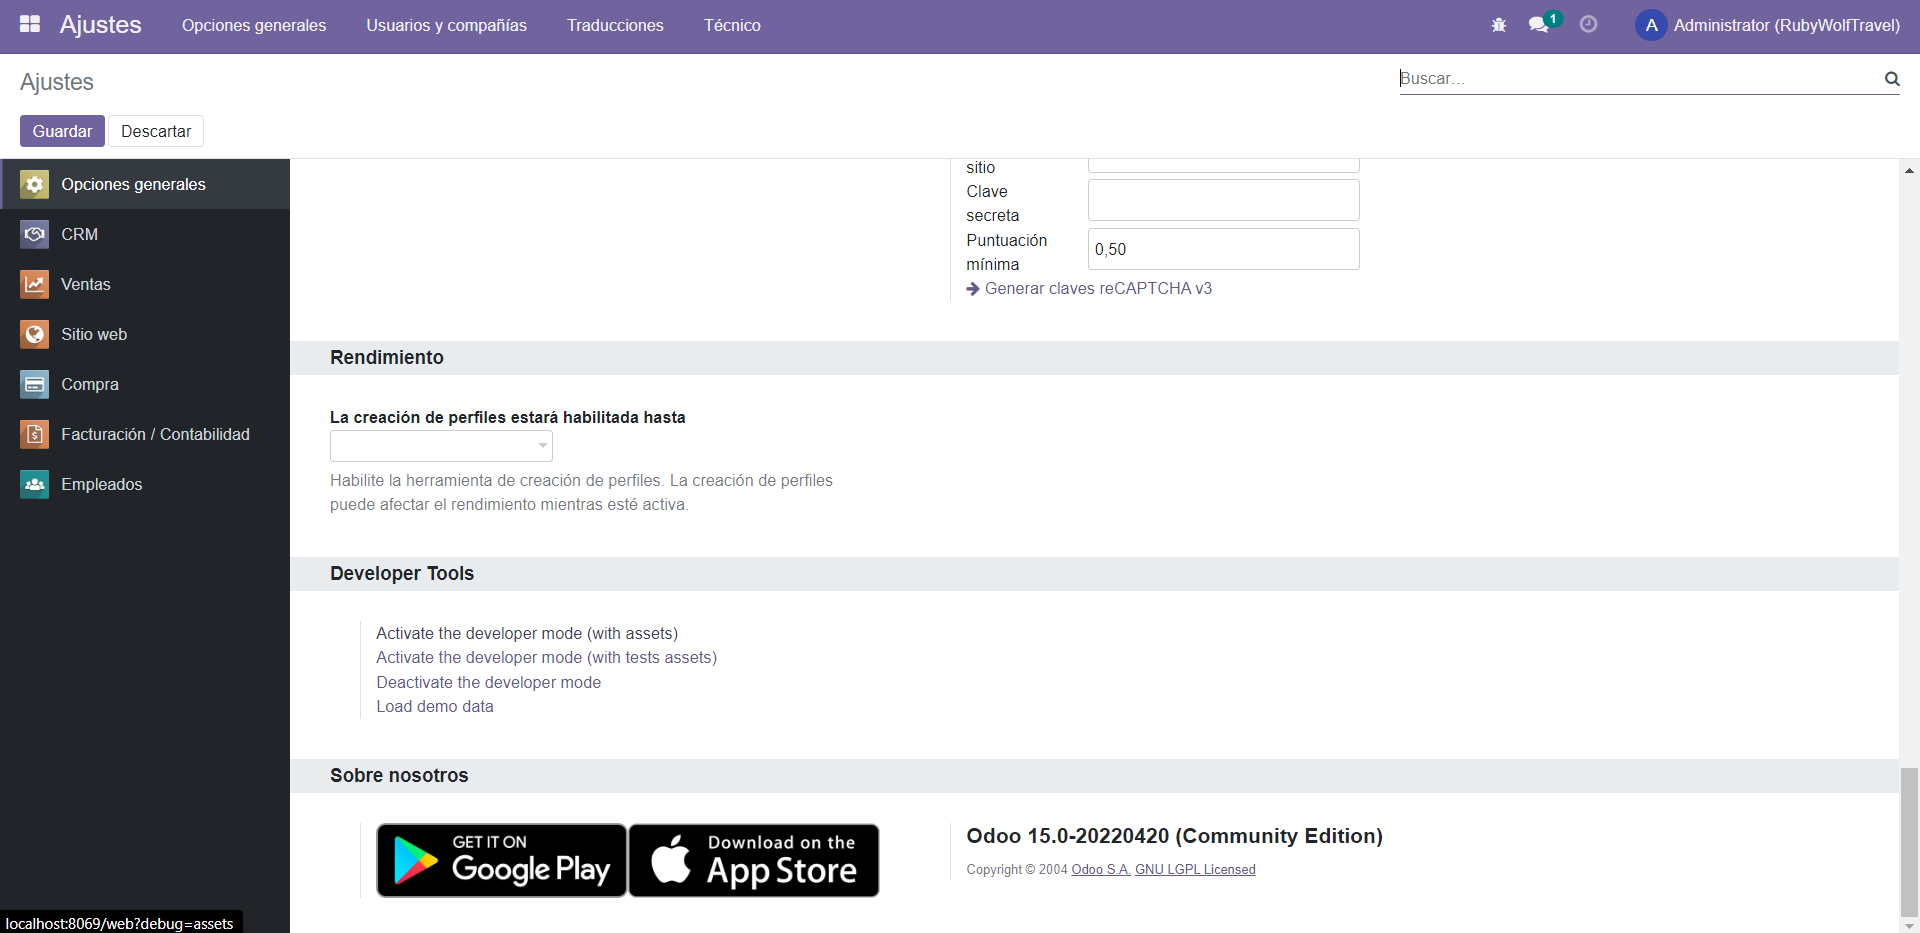 Ajustes
Opciones generales
Usuarios y compañías
Traducciones
Técnico
1
A
Administrator (RubyWolfTravel)
Ajustes
Buscar...
Guardar
Descartar
Opciones generales
CRM
Ventas
Sitio web
Compra
Facturación / Contabilidad
Empleados
sitio
Clave
secreta
Puntuación
mínima
0,50
Generar claves reCAPTCHA v3
Rendimiento
La creación de perfiles estará habilitada hasta
Habilite la herramienta de creación de perfiles. La creación de perfiles
puede afectar el rendimiento mientras esté activa.
Developer Tools
Activate the developer mode (with assets)
Activate the developer mode (with tests assets)
Deactivate the developer mode
Load demo data
Sobre nosotros
GET IT ON
Google Play
Download on the
App Store
Odoo 15.0-20220420 (Community Edition)
Copyright © 2004 Odoo S.A. GNU LGPL Licensed
localhost:8069/web?debug=assets